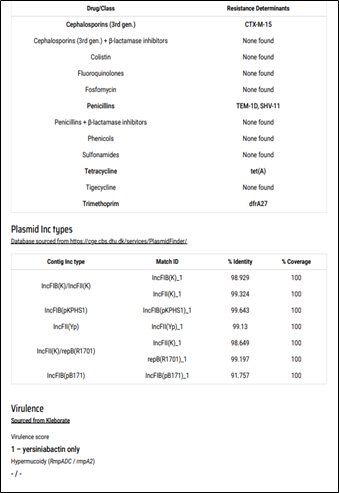 Drug/Class Resistance Determinants
Cephalosporins (3rd gen.) CTX-M-15
Cephalosporins (3rd gen.) + β-lactamase inhibitors None found
Colistin None found
Fluoroquinolones None found
Fosfomycin None found
Penicillins TEM-1D, SHV-11
Penicillins + β-lactamase inhibitors None found
Phenicols None found
Sulfonamides None found
Tetracycline tet(A)
Tigecycline None found
Trimethoprim dfrA27
Plasmid Inc types
Database sourced from https://cge.cbs.dtu.dk/services/PlasmidFinder/
Contig Inc type Match ID % Identity % Coverage
IncFIB(K)/IncFII(K) IncFIB(K)_1 98.929 100
IncFII(K)_1 99.324 100
IncFIB(pKPHS1) IncFIB(pKPHS1)_1 99.643 100
IncFII(Yp) IncFII(Yp)_1 99.13 100
IncFII(K)/repB(R1701) IncFII(K)_1 98.649 100
repB(R1701)_1 99.197 100
IncFIB(pB171) IncFIB(pB171)_1 91.757 100
Virulence
Sourced from Kleborate
Virulence score
1 – yersiniabactin only
Hypermucoidy (RmpADC / rmpA2)
- / -